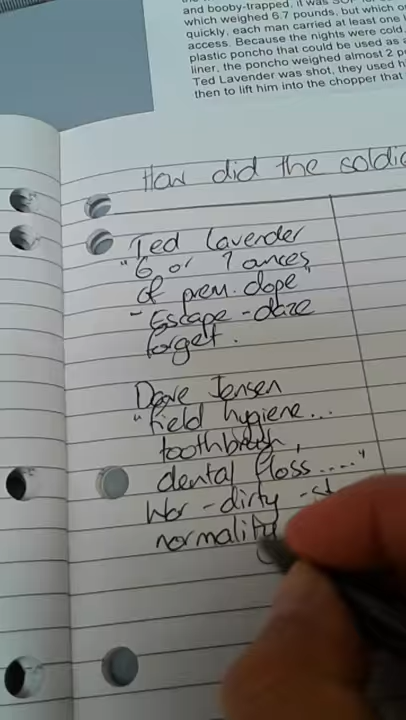 and booby-trapped, it was SOP for
which weighed 6.7 pounds, but which o
quickly, each man carried at least one
access. Because the nights were cold,
plastic poncho that could be used as a
liner, the poncho weighed almost 2 p
Ted Lavender was shot, they used h
then to lift him into the chopper that
How did the soldie
Ted Lavender
"6 or 7 ounces
of prem. dope"
- Escape - daze
forget.
Dave Jensen
"field hygiene...
toothbrush,
dental floss...."
War - dirty - st
normality